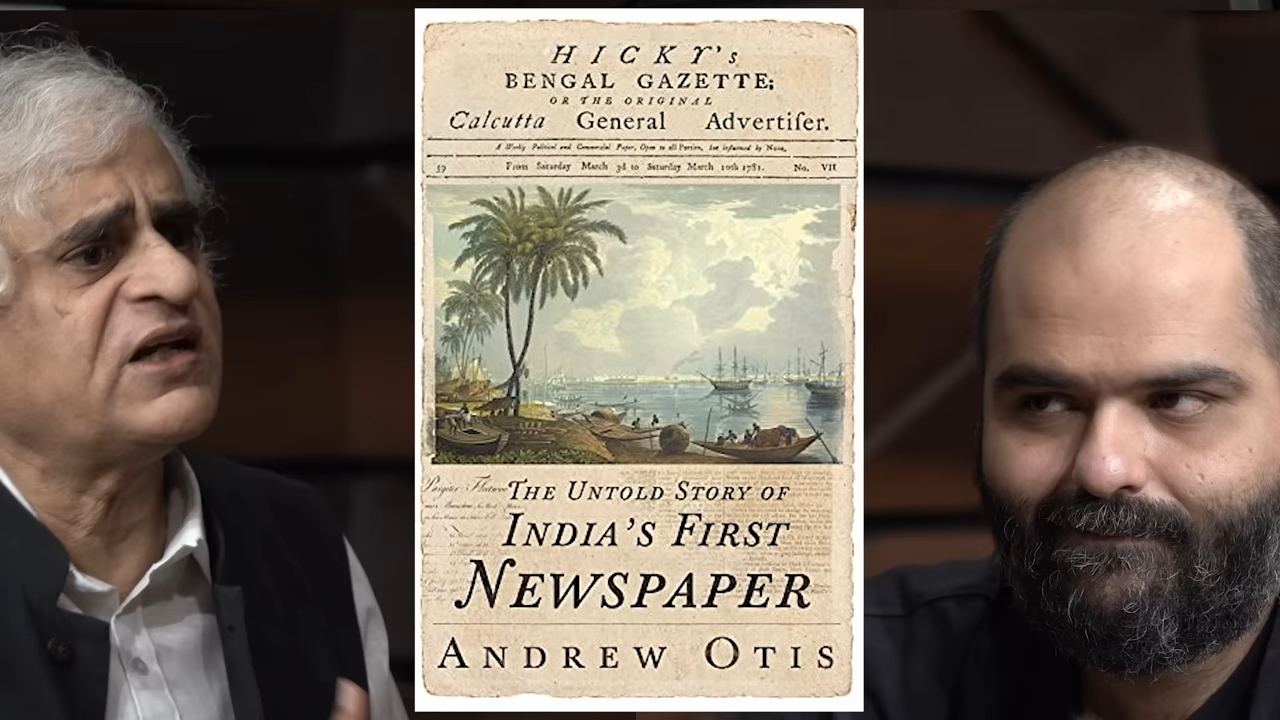 HICKY's
BENGAL GAZETTE;
OR THE ORIGINAL
Calcutta General Advertiſer.
A Weekly Political and Commercial Paper, Open to all Parties, but influenced by None,
59 From Saturday March 3d to Saturday March 10th 1781. No. VII
THE UNTOLD STORY OF
INDIA'S FIRST
NEWSPAPER
ANDREW OTIS